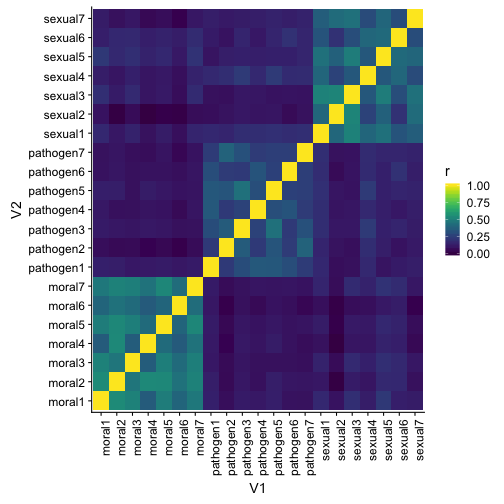 sexual7
sexual6
sexual5
sexual4
sexual3
sexual2
sexual1
pathogen7
pathogen6
pathogen5
pathogen4
pathogen3
pathogen2
pathogen1
moral7
moral6
moral5
moral4
moral3
moral2
moral1
V2
moral1
moral2
moral3
moral4
moral5
moral6
moral7
pathogen1
pathogen2
pathogen3
pathogen4
pathogen5
pathogen6
pathogen7
sexual1
sexual2
sexual3
sexual4
sexual5
sexual6
sexual7
V1
r
1.00
0.75
0.50
0.25
0.00